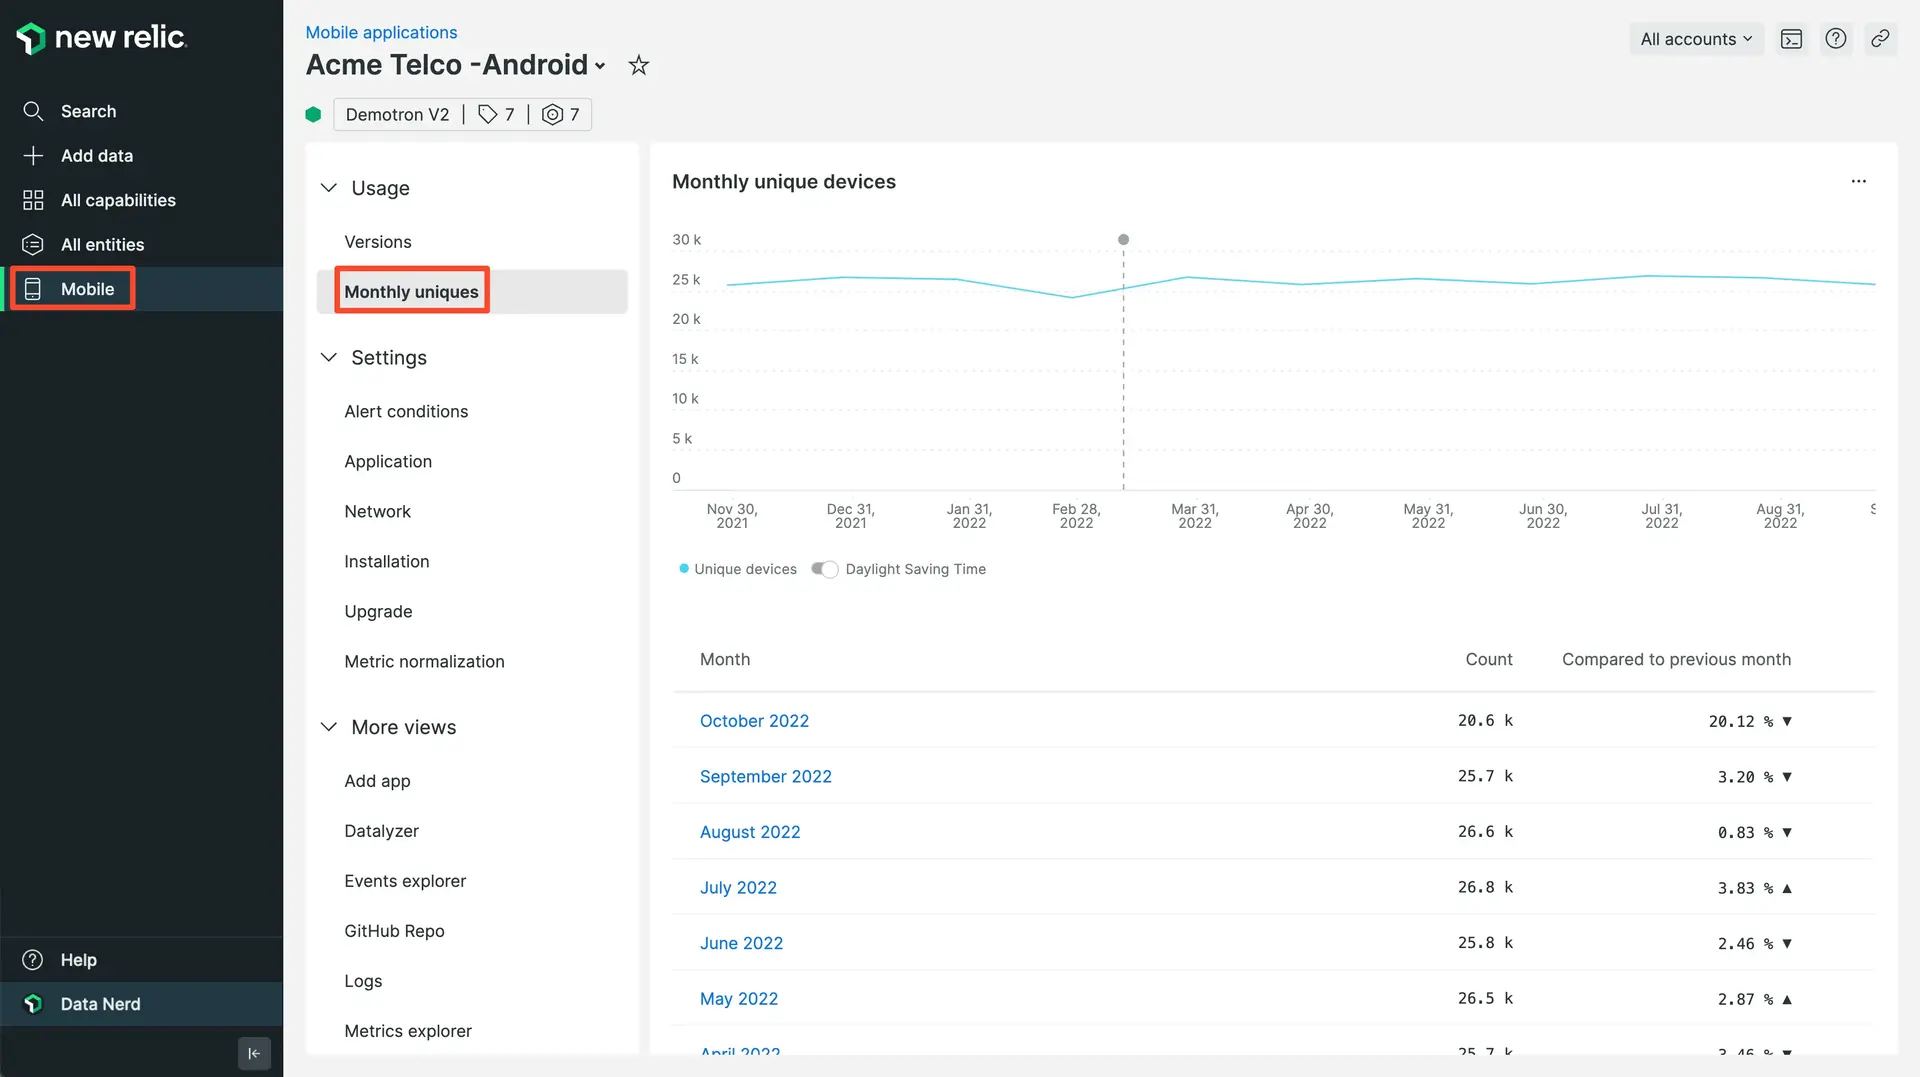 new relic.
Search
Add data
All capabilities
All entities
Mobile
Help
Data Nerd
Mobile applications
Acme Telco -Android
Demotron V2 | 7 | 7
All accounts
Usage
Versions
Monthly uniques
Settings
Alert conditions
Application
Network
Installation
Upgrade
Metric normalization
More views
Add app
Datalyzer
Events explorer
GitHub Repo
Logs
Metrics explorer
Monthly unique devices
30 k
25 k
20 k
15 k
10 k
5 k
0
Nov 30, 2021
Dec 31, 2021
Jan 31, 2022
Feb 28, 2022
Mar 31, 2022
Apr 30, 2022
May 31, 2022
Jun 30, 2022
Jul 31, 2022
Aug 31, 2022
Unique devices Daylight Saving Time
Month Count Compared to previous month
October 2022 20.6 k 20.12 % ▼
September 2022 25.7 k 3.20 % ▼
August 2022 26.6 k 0.83 % ▼
July 2022 26.8 k 3.83 % ▲
June 2022 25.8 k 2.46 % ▼
May 2022 26.5 k 2.87 % ▲
April 2022 25.7 k 3.46 % ▼